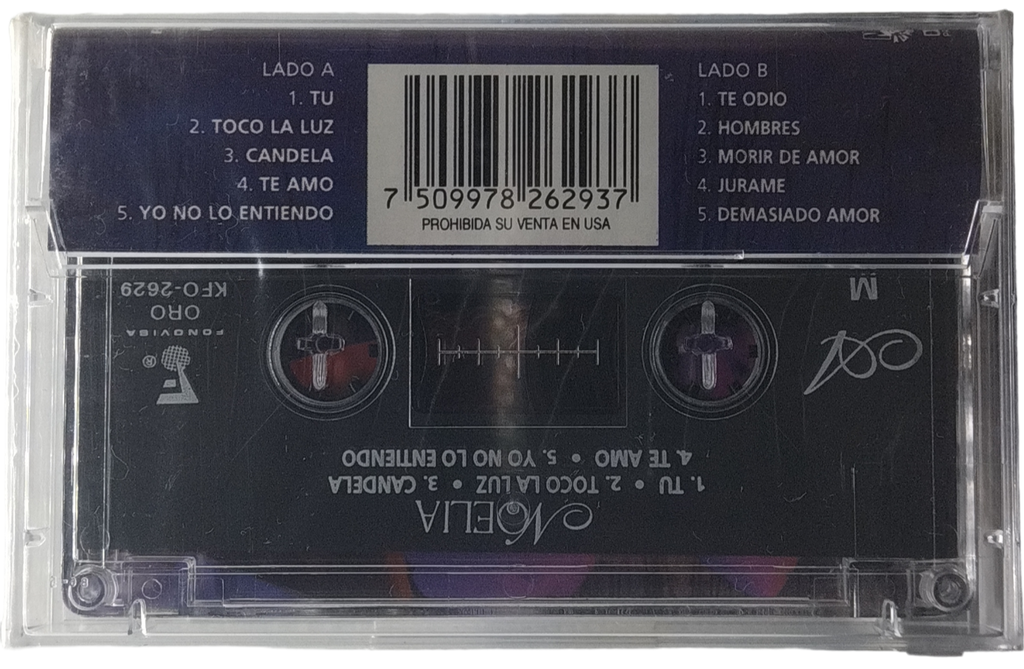 LADO A
1. TU
2. TOCO LA LUZ
3. CANDELA
4. TE AMO
5. YO NO LO ENTIENDO
7 509978 262937
PROHIBIDA SU VENTA EN USA
LADO B
1. TE ODIO
2. HOMBRES
3. MORIR DE AMOR
4. JURAME
5. DEMASIADO AMOR
NOELIA
1. TU • 2. TOCO LA LUZ • 3. CANDELA
4. TE AMO • 5. YO NO LO ENTIENDO
A
M
F ®
FONOVISA
ORO
KFO-2629